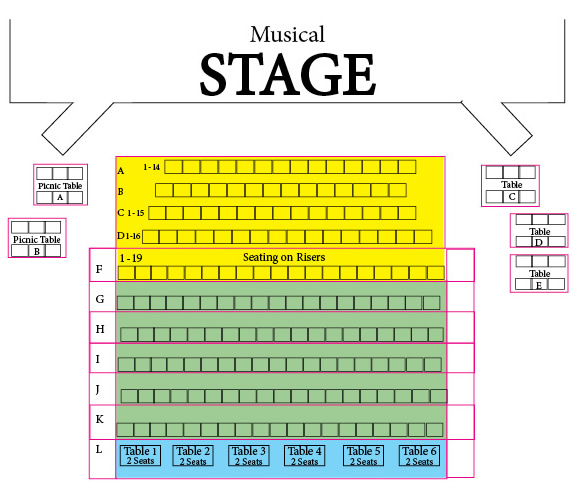 Musical
STAGE
A 1-14
B
C 1-15
D 1-16
1-19 Seating on Risers
F
G
H
I
J
K
L
Table 1
2 Seats
Table 2
2 Seats
Table 3
2 Seats
Table 4
2 Seats
Table 5
2 Seats
Table 6
2 Seats
Picnic Table
A
Picnic Table
B
Table
C
Table
D
Table
E